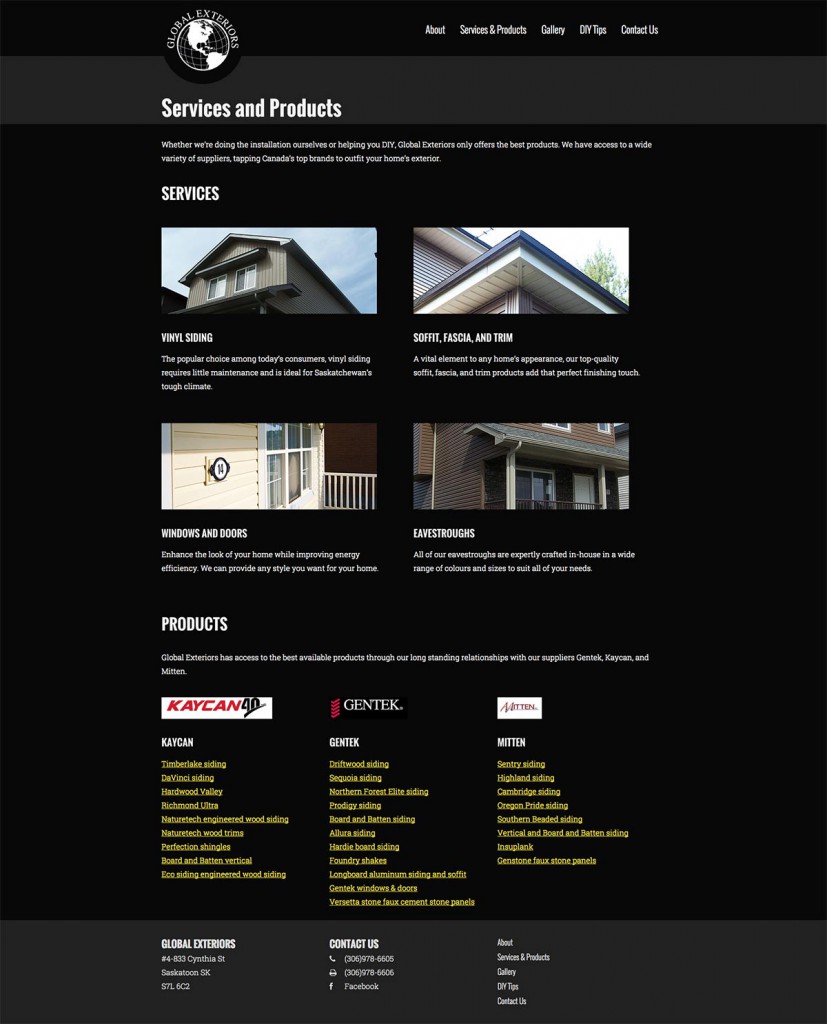 GLOBAL EXTERIORS
About
Services & Products
Gallery
DIY Tips
Contact Us
Services and Products
Whether we're doing the installation ourselves or helping you DIY, Global Exteriors only offers the best products. We have access to a wide
variety of suppliers, tapping Canada's top brands to outfit your home's exterior.
SERVICES
14
VINYL SIDING
The popular choice among today's consumers, vinyl siding
requires little maintenance and is ideal for Saskatchewan's
tough climate.
SOFFIT, FASCIA, AND TRIM
A vital element to any home's appearance, our top-quality
soffit, fascia, and trim products add that perfect finishing touch.
WINDOWS AND DOORS
Enhance the look of your home while improving energy
efficiency. We can provide any style you want for your home.
EAVESTROUGHS
All of our eavestroughs are expertly crafted in-house in a wide
range of colours and sizes to suit all of your needs.
PRODUCTS
Global Exteriors has access to the best available products through our long standing relationships with our suppliers Gentek, Kaycan, and
Mitten.
KAYCAN 40
KAYCAN
Timberlake siding
DaVinci siding
Hardwood Valley
Richmond Ultra
Naturetech engineered wood siding
Naturetech wood trims
Perfection shingles
Board and Batten vertical
Eco siding engineered wood siding
GENTEK
GENTEK
Driftwood siding
Sequoia siding
Northern Forest Elite siding
Prodigy siding
Board and Batten siding
Allura siding
Hardie board siding
Foundry shakes
Longboard aluminum siding and soffit
Gentek windows & doors
Versetta stone faux cement stone panels
MITTEN
MITTEN
Sentry siding
Highland siding
Cambridge siding
Oregon Pride siding
Southern Beaded siding
Vertical and Board and Batten siding
Insuplank
Genstone faux stone panels
GLOBAL EXTERIORS
#4-833 Cynthia St
Saskatoon SK
S7L 6C2
CONTACT US
(306)978-6605
(306)978-6606
Facebook
About
Services & Products
Gallery
DIY Tips
Contact Us